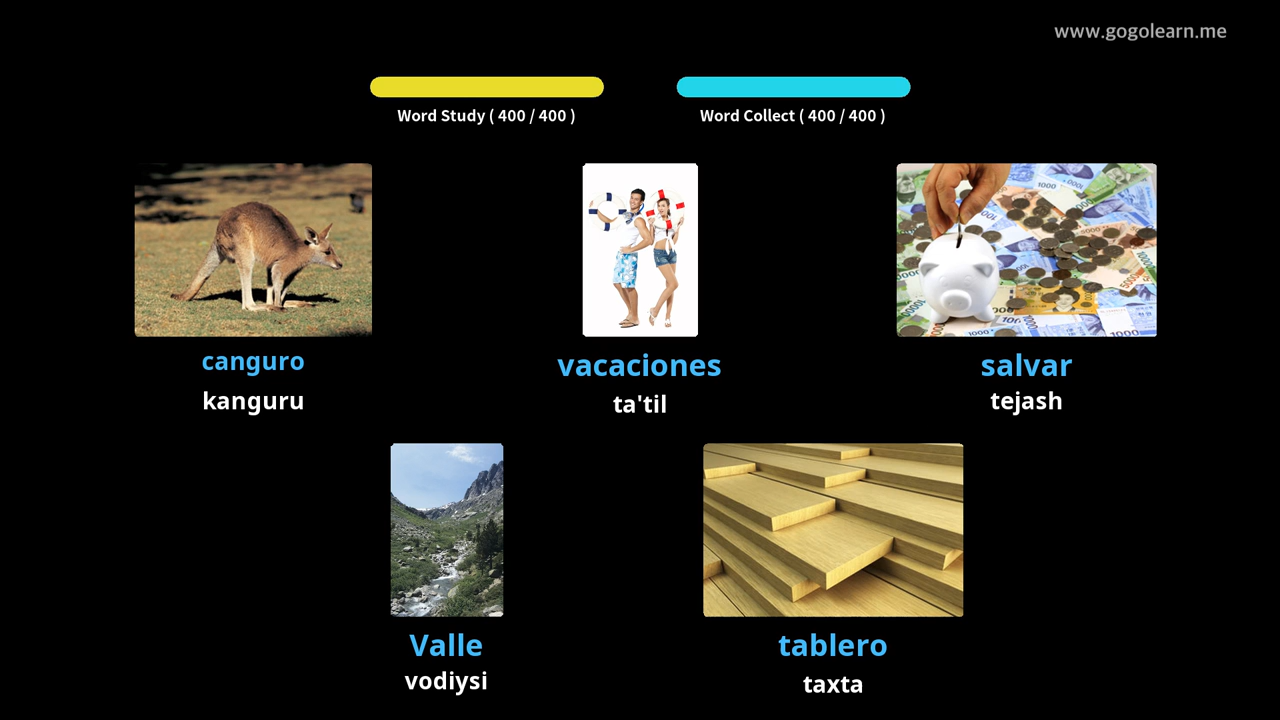 www.gogolearn.me
Word Study ( 400 / 400 )
Word Collect ( 400 / 400 )
canguro
kanguru
vacaciones
ta'til
salvar
tejash
Valle
vodiysi
tablero
taxta